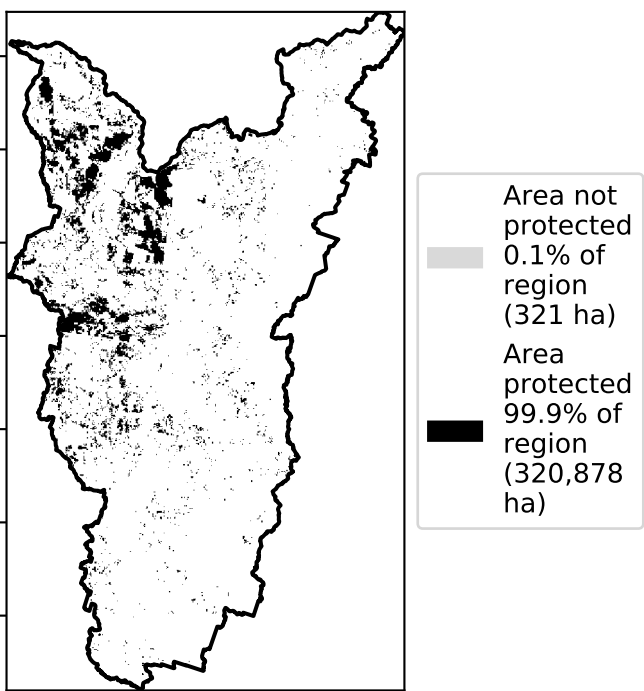 Area not
protected
0.1% of
region
(321 ha)
Area
protected
99.9% of
region
(320,878
ha)